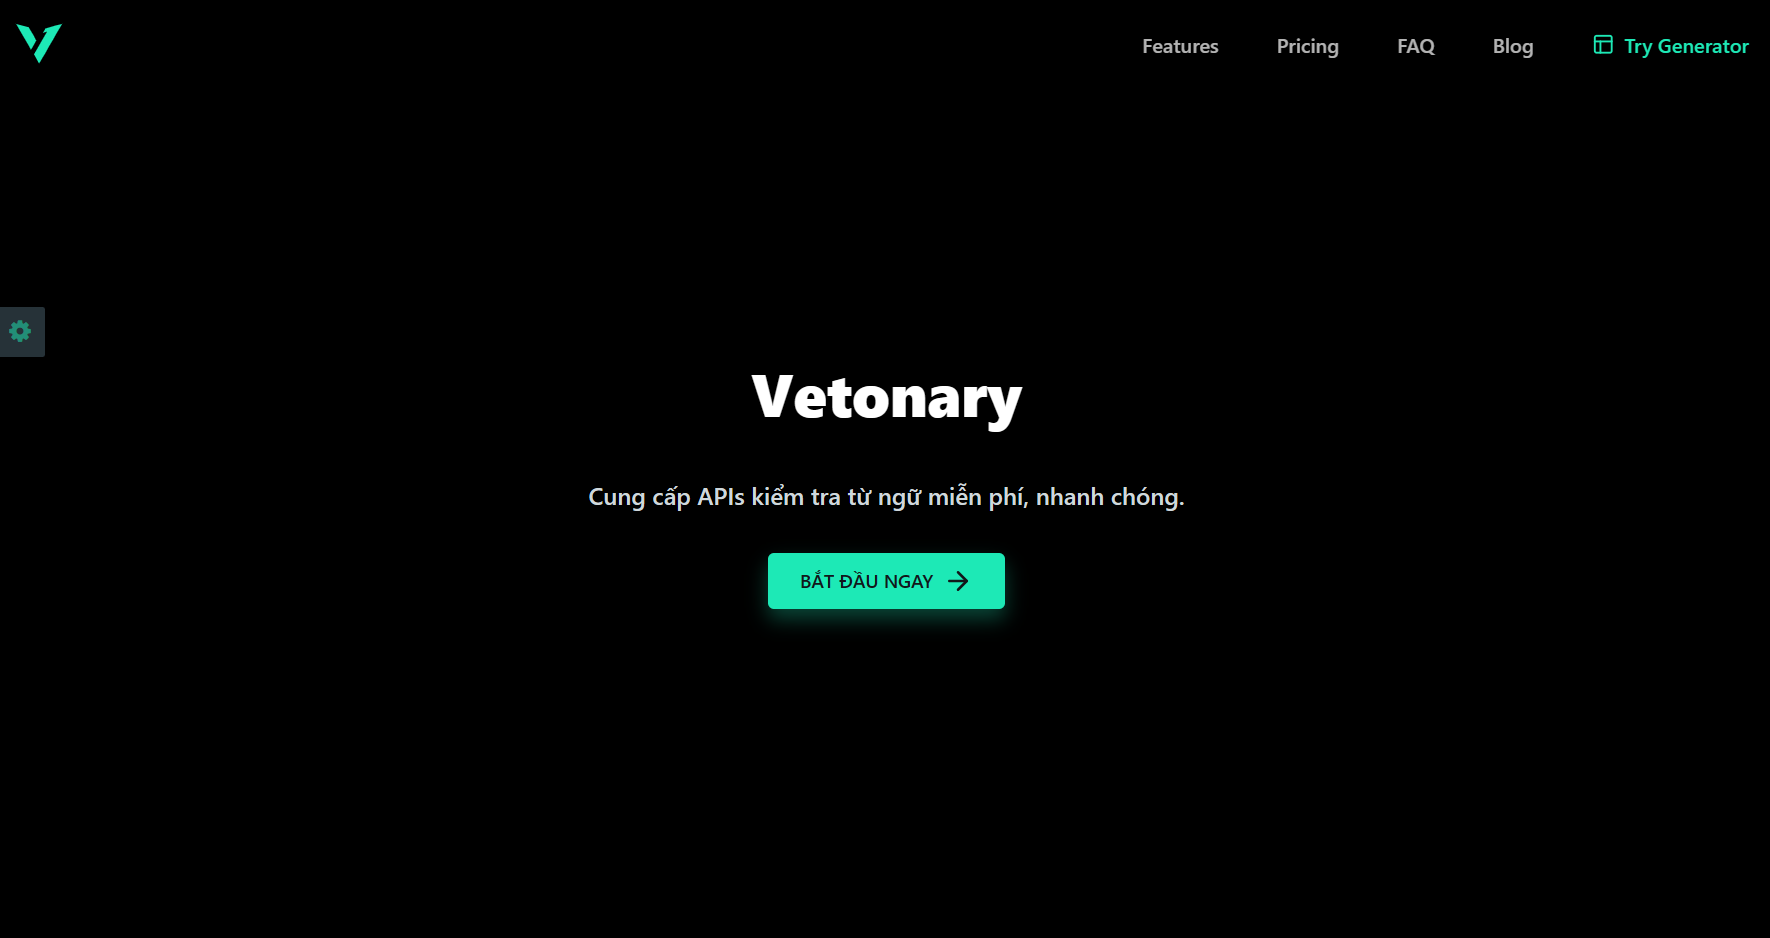 Features Pricing FAQ Blog Try Generator
Vetonary
Cung cấp APIs kiểm tra từ ngữ miễn phí, nhanh chóng.
BẮT ĐẦU NGAY